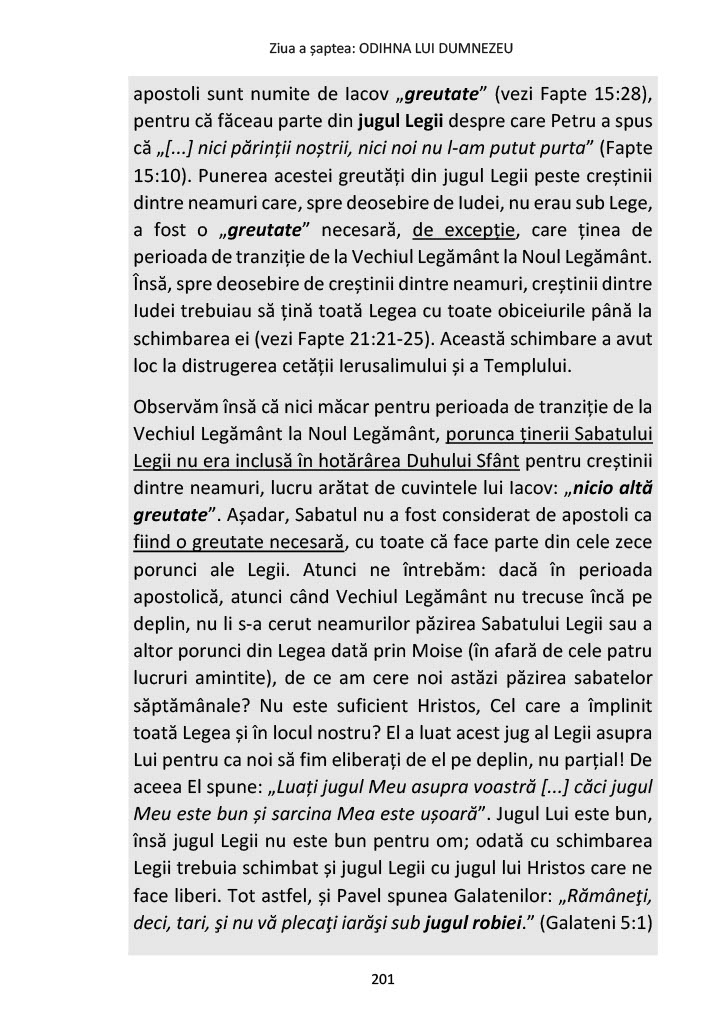 Ziua a șaptea: ODIHNA LUI DUMNEZEU
apostoli sunt numite de Iacov „greutate” (vezi Fapte 15:28),
pentru că făceau parte din jugul Legii despre care Petru a spus
că „[...] nici părinții noștrii, nici noi nu l-am putut purta” (Fapte
15:10). Punerea acestei greutăți din jugul Legii peste creștinii
dintre neamuri care, spre deosebire de Iudei, nu erau sub Lege,
a fost o „greutate” necesară, de excepție, care ținea de
perioada de tranziție de la Vechiul Legământ la Noul Legământ.
Însă, spre deosebire de creștinii dintre neamuri, creștinii dintre
Iudei trebuiau să țină toată Legea cu toate obiceiurile până la
schimbarea ei (vezi Fapte 21:21-25). Această schimbare a avut
loc la distrugerea cetății Ierusalimului și a Templului.
Observăm însă că nici măcar pentru perioada de tranziție de la
Vechiul Legământ la Noul Legământ, porunca ținerii Sabatului
Legii nu era inclusă în hotărârea Duhului Sfânt pentru creștinii
dintre neamuri, lucru arătat de cuvintele lui Iacov: „nicio altă
greutate”. Așadar, Sabatul nu a fost considerat de apostoli ca
fiind o greutate necesară, cu toate că face parte din cele zece
porunci ale Legii. Atunci ne întrebăm: dacă în perioada
apostolică, atunci când Vechiul Legământ nu trecuse încă pe
deplin, nu li s-a cerut neamurilor păzirea Sabatului Legii sau a
altor porunci din Legea dată prin Moise (în afară de cele patru
lucruri amintite), de ce am cere noi astăzi păzirea sabatelor
săptămânale? Nu este suficient Hristos, Cel care a împlinit
toată Legea și în locul nostru? El a luat acest jug al Legii asupra
Lui pentru ca noi să fim eliberați de el pe deplin, nu parțial! De
aceea El spune: „Luați jugul Meu asupra voastră [...] căci jugul
Meu este bun și sarcina Mea este ușoară”. Jugul Lui este bun,
însă jugul Legii nu este bun pentru om; odată cu schimbarea
Legii trebuia schimbat și jugul Legii cu jugul lui Hristos care ne
face liberi. Tot astfel, și Pavel spunea Galatenilor: „Rămâneţi,
deci, tari, şi nu vă plecaţi iarăşi sub jugul robiei.” (Galateni 5:1)
201